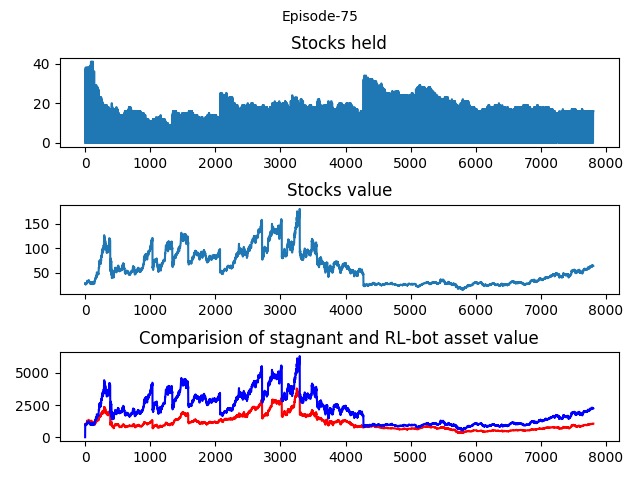 Episode-75
Stocks held
40
20
0
0 1000 2000 3000 4000 5000 6000 7000 8000
Stocks value
150
100
50
0 1000 2000 3000 4000 5000 6000 7000 8000
Comparision of stagnant and RL-bot asset value
5000
2500
0
0 1000 2000 3000 4000 5000 6000 7000 8000